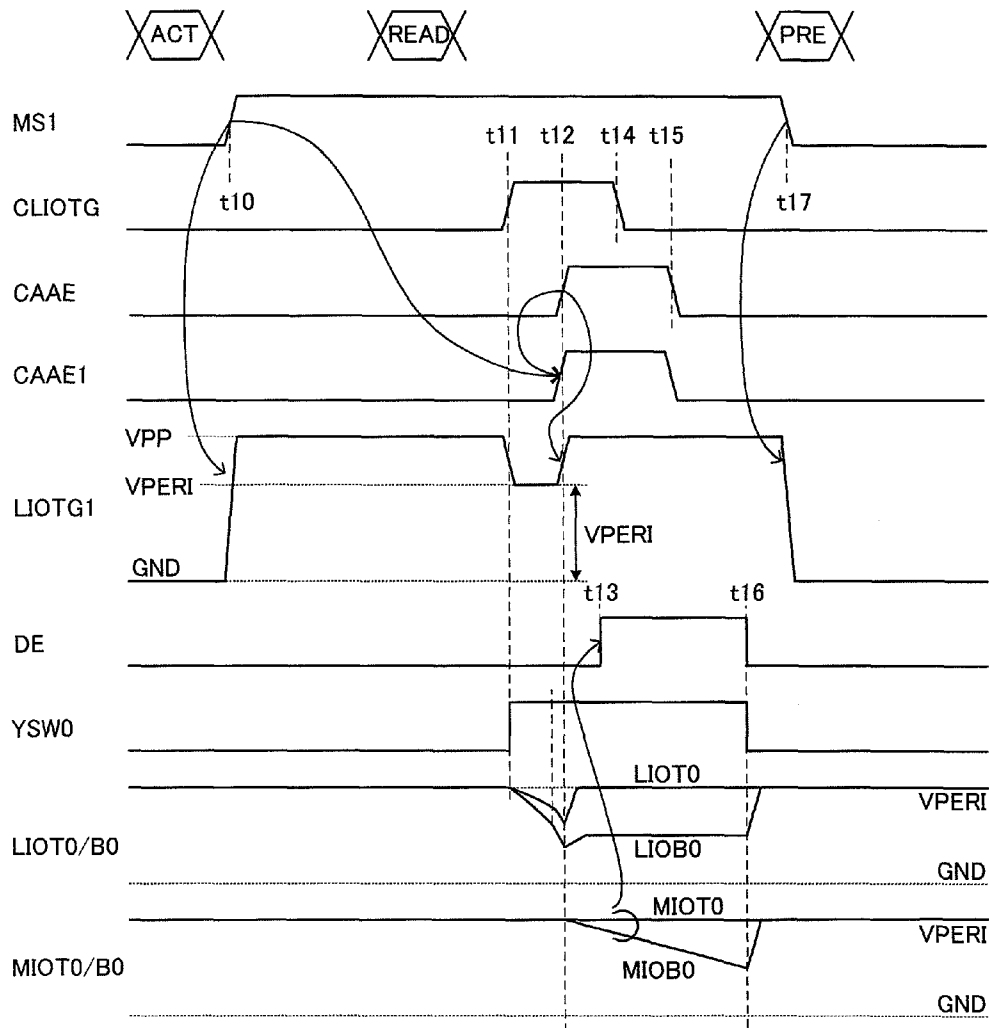 ACT READ PRE
MS1
t11 t12 t14 t15
t10 t17
CLIOTG
CAAE
CAAE1
VPP
VPERI
LIOTG1
VPERI
GND
t13 t16
DE
YSW0
LIOT0
VPERI
LIOT0/B0
LIOB0
GND
MIOT0
VPERI
MIOT0/B0
MIOB0
GND